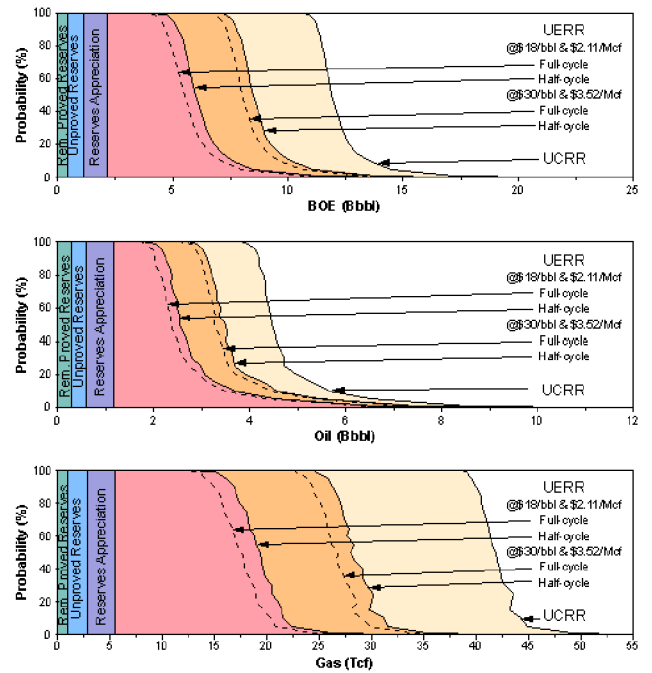 100
80
60
40
20
0
Probability (%)
Rem. Proved Reserves
Unproved Reserves
Reserves Appreciation
UERR
@$18/bbl & $2.11/Mcf
Full-cycle
Half-cycle
@$30/bbl & $3.52/Mcf
Full-cycle
Half-cycle
UCRR
0 5 10 15 20 25
BOE (Bbbl)
100
80
60
40
20
0
Probability (%)
Rem. Proved Reserves
Unproved Reserves
Reserves Appreciation
UERR
@$18/bbl & $2.11/Mcf
Full-cycle
Half-cycle
@$30/bbl & $3.52/Mcf
Full-cycle
Half-cycle
UCRR
0 2 4 6 8 10 12
Oil (Bbbl)
100
80
60
40
20
0
Probability (%)
Rem. Proved Reserves
Unproved Reserves
Reserves Appreciation
UERR
@$18/bbl & $2.11/Mcf
Full-cycle
Half-cycle
@$30/bbl & $3.52/Mcf
Full-cycle
Half-cycle
UCRR
0 5 10 15 20 25 30 35 40 45 50 55
Gas (Tcf)